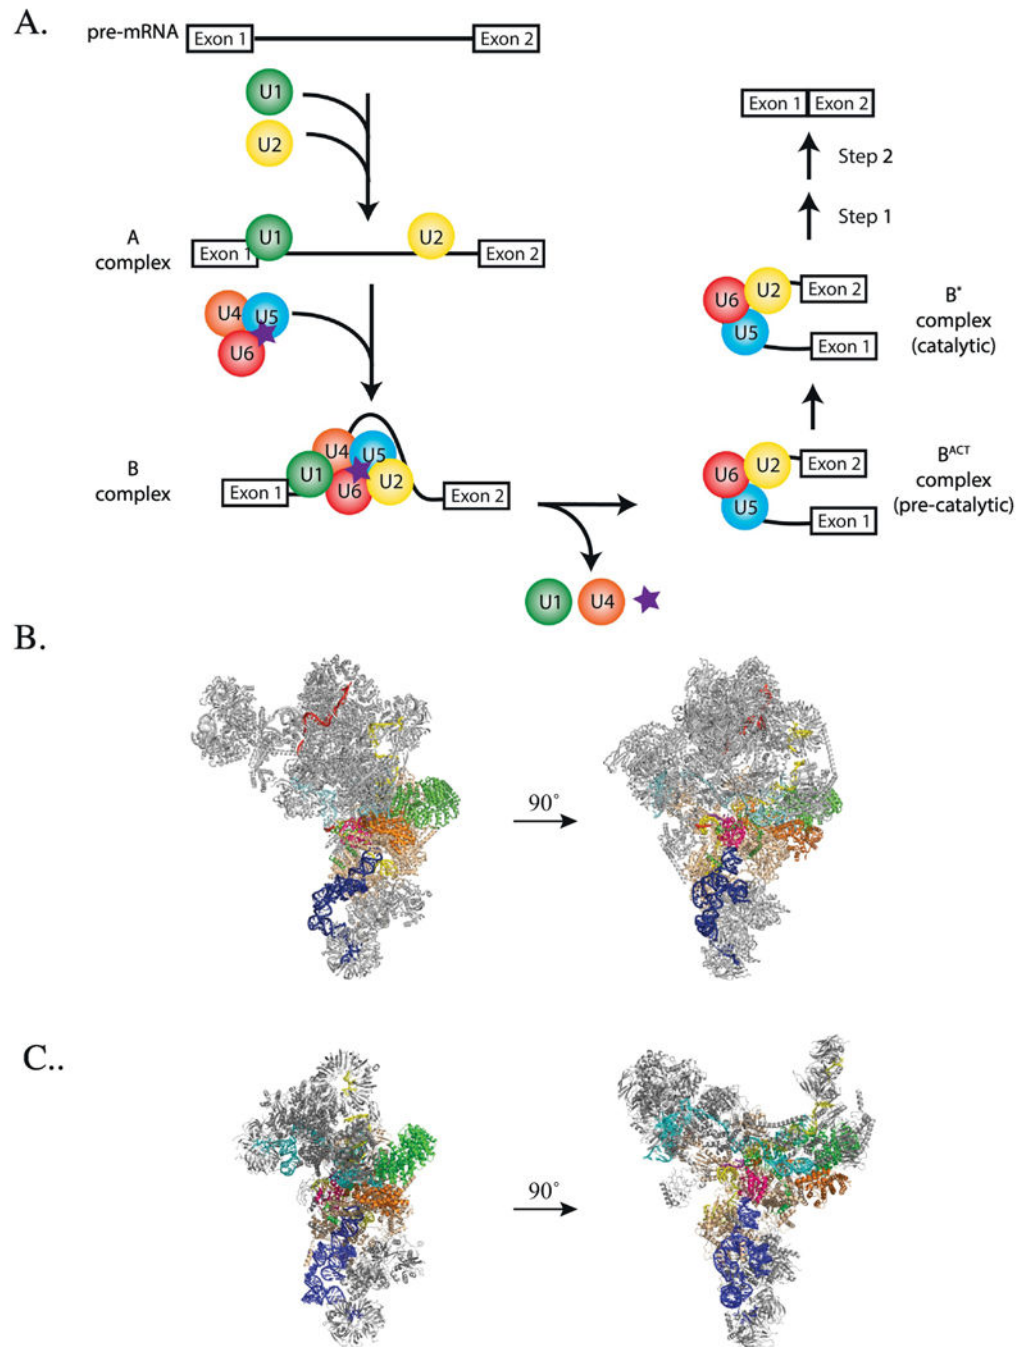 A.
pre-mRNA
Exon 1
Exon 2
U1
U2
A
complex
Exon 1
U1
U2
Exon 2
U4
U5
U6
B
complex
Exon 1
U1
U4
U5
U6
U2
Exon 2
U1
U4
Exon 1
Exon 2
Step 2
Step 1
U6
U2
U5
Exon 2
Exon 1
B*
complex
(catalytic)
U6
U2
U5
Exon 2
Exon 1
BACT
complex
(pre-catalytic)
B.
90°
C..
90°